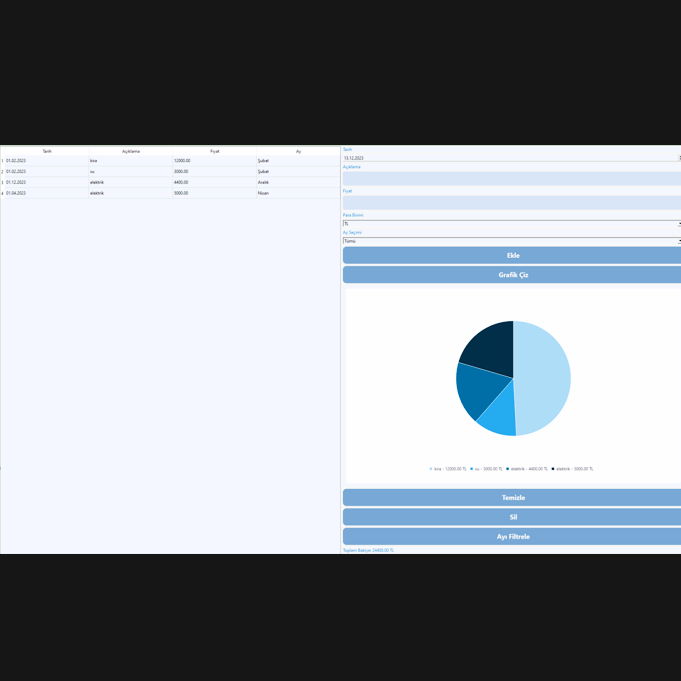 Tarih Açıklama Fiyat Ay
1 01.02.2023 kira 12000.00 Şubat
2 01.02.2023 su 3000.00 Şubat
3 01.12.2023 elektrik 4400.00 Aralık
4 01.04.2023 elektrik 5000.00 Nisan
Tarih
13.12.2023
Açıklama
Fiyat
Para Birimi
TL
Ay Seçimi
Tümü
Ekle
Grafik Çiz
kira - 12000.00 TL su - 3000.00 TL elektrik - 4400.00 TL elektrik - 5000.00 TL
Temizle
Sil
Ayı Filtrele
Toplam Bakiye: 24400.00 TL